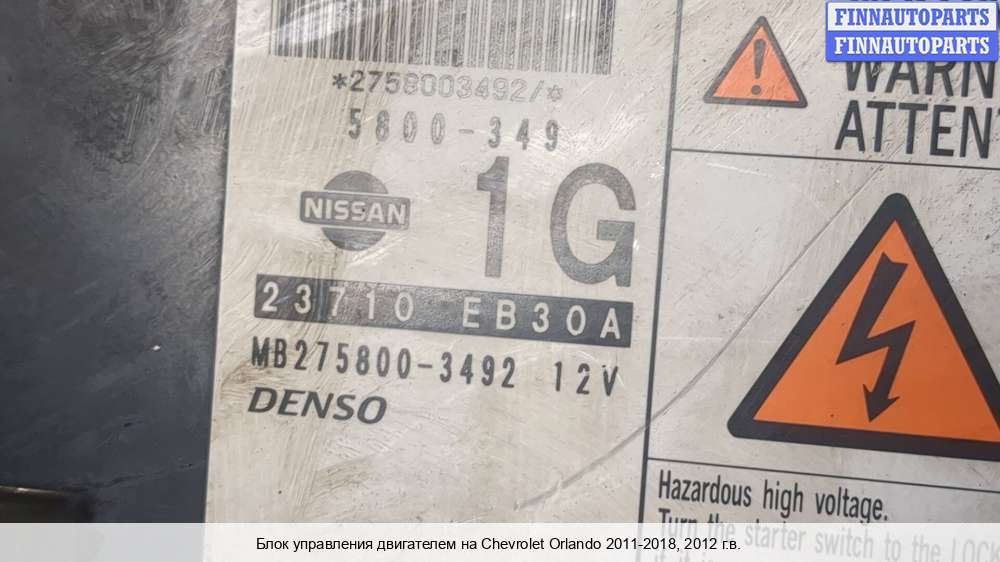 FINNAUTOPARTS
FINNAUTOPARTS
*2758003492/*
5800-349
NISSAN
1G
23710 EB30A
MB275800-3492 12V
DENSO
WARN
ATTENT
Hazardous high voltage.
Turn the starter switch to the LOCK
Блок управления двигателем на Chevrolet Orlando 2011-2018, 2012 г.в.